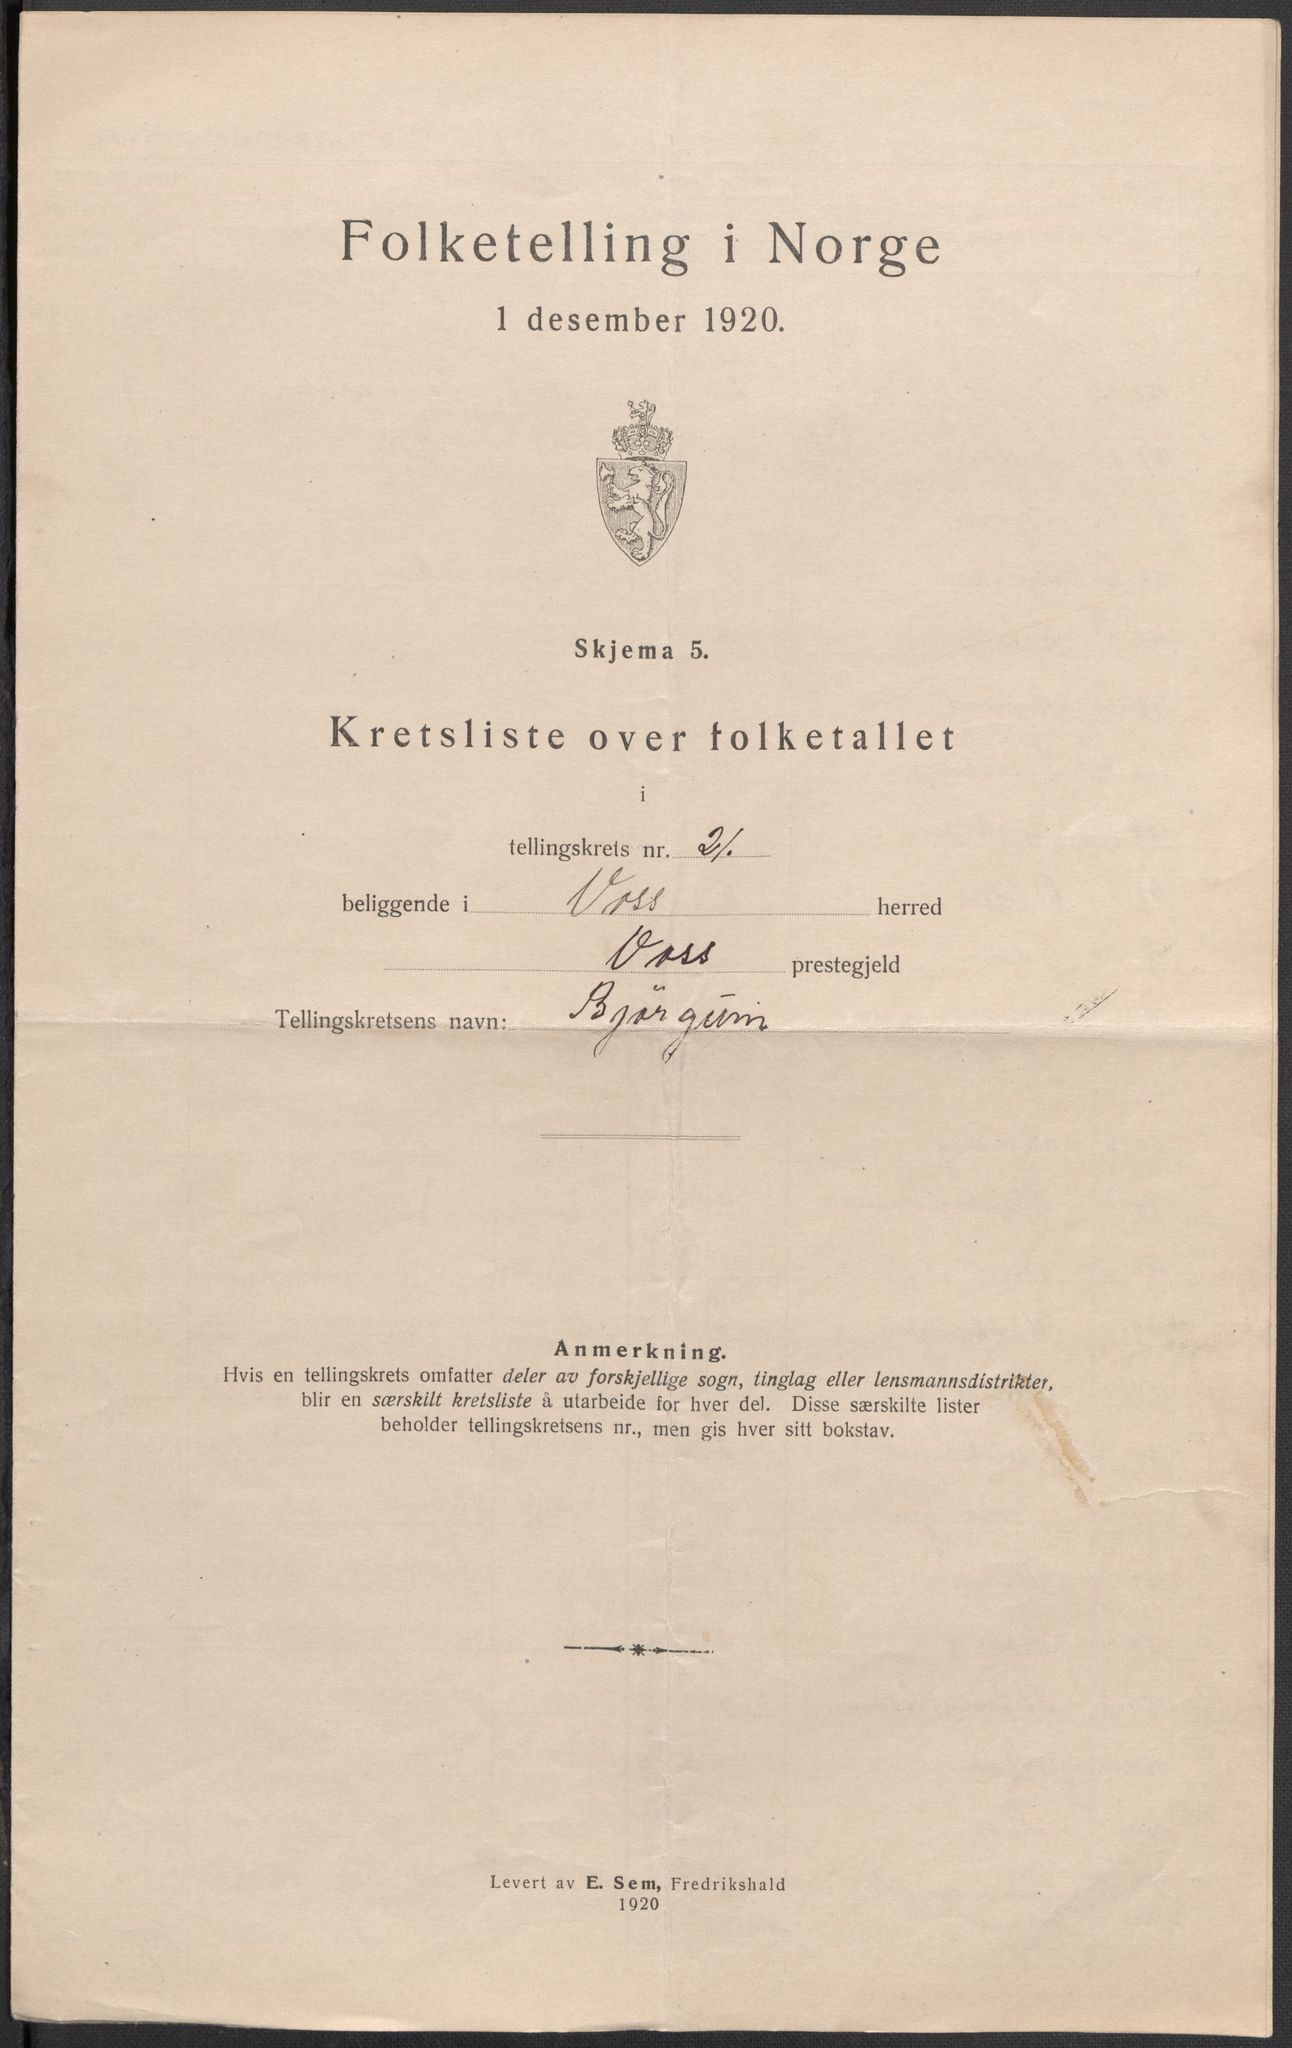 Folketelling i Norge
1 desember 1920.
Skjema 5.
Kretsliste over folketallet
i
tellingskrets nr. 21.
beliggende i Voss herred
Voss prestegjeld
Tellingskretsens navn: Björgum
Anmerkning.
Hvis en tellingskrets omfatter deler av forskjellige sogn, tinglag eller lensmannsdistrikter,
blir en særskilt kretsliste å utarbeide for hver del. Disse særskilte lister
beholder tellingskretsens nr., men gis hver sitt bokstav.
Levert av E. Sem, Fredrikshald
1920